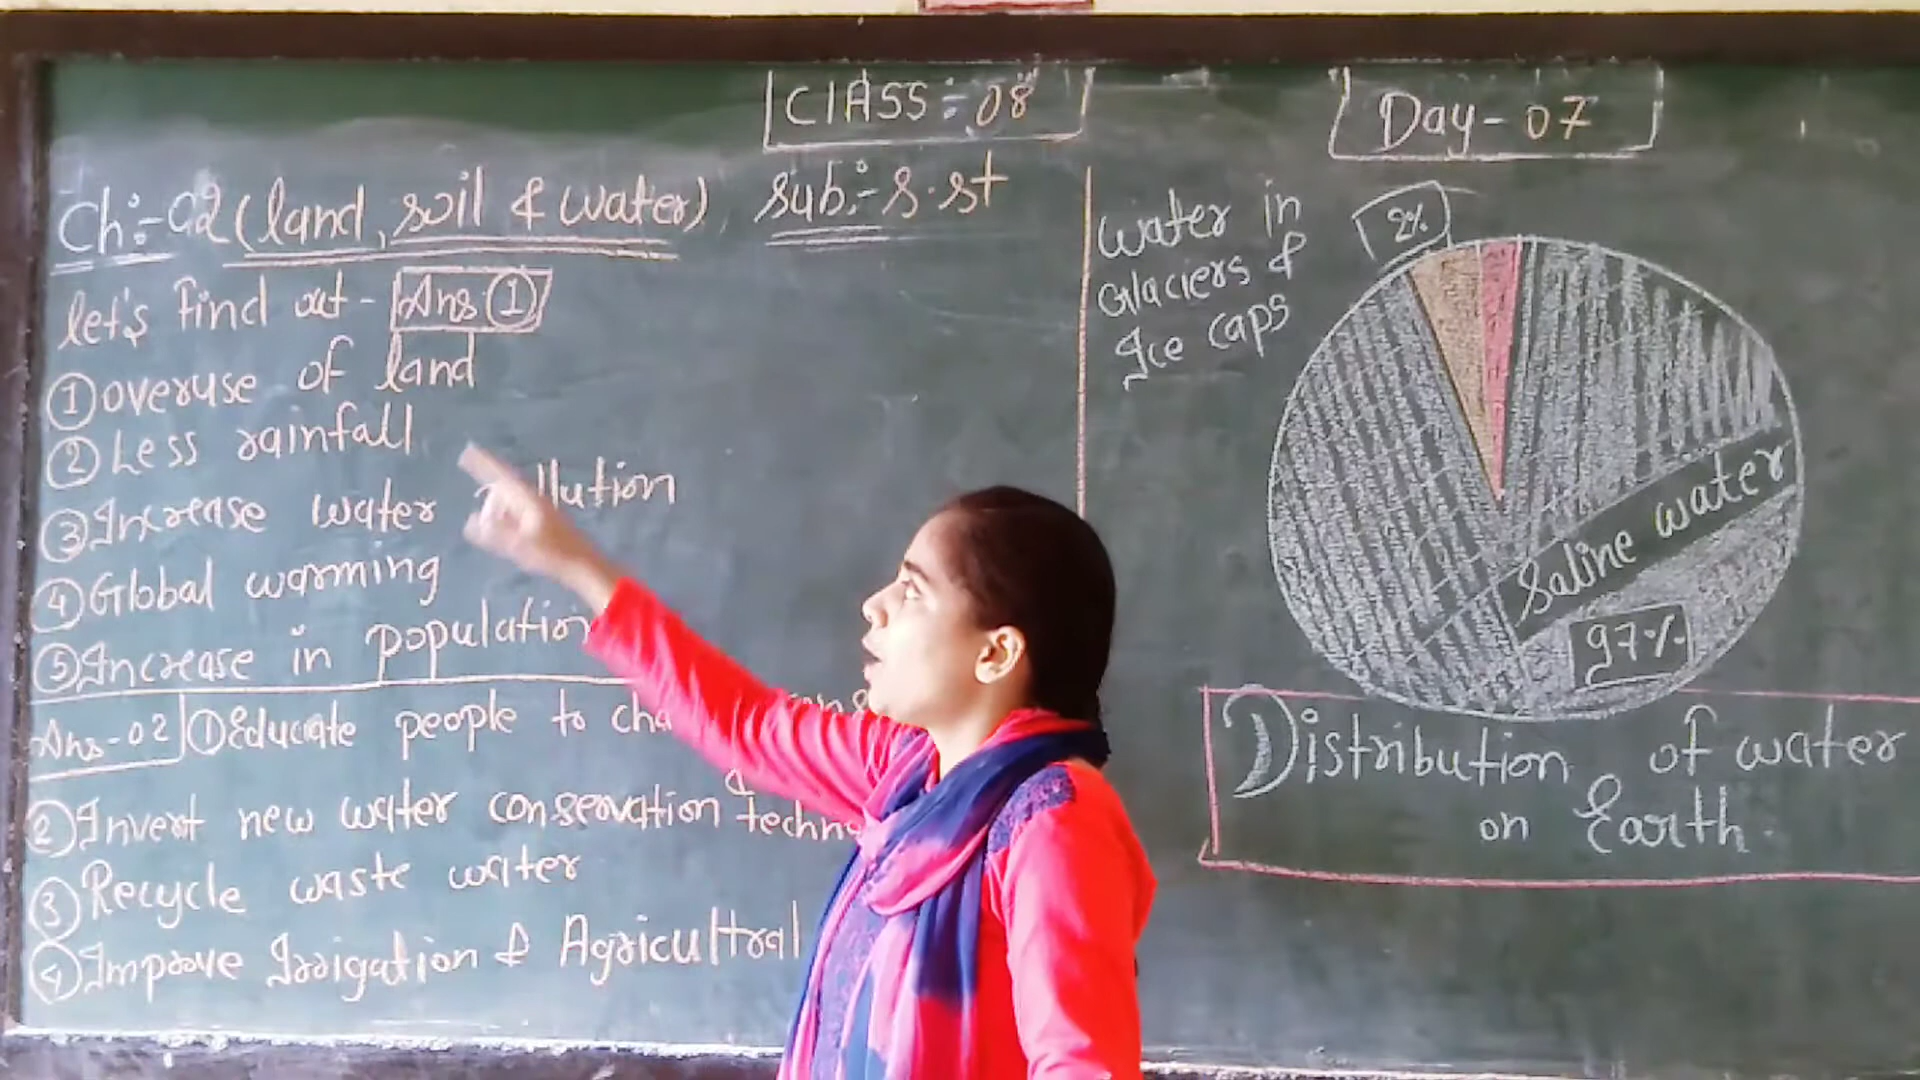 CLASS:- 08
Day- 07
Ch:-02 (land, soil & water), sub:- s.st
let's find out - Ans (1)
(1) overuse of land
(2) Less rainfall
(3) Increase water pollution
(4) Global warming
(5) Increase in population
Ans-02 (1) Educate people to
(2) Invent new water conservation &
(3) Recycle waste water
(4) Improve Irrigation & Agricultral
Water in
Glaciers &
Ice caps
2%
Saline water
97%
Distribution of water
on Earth